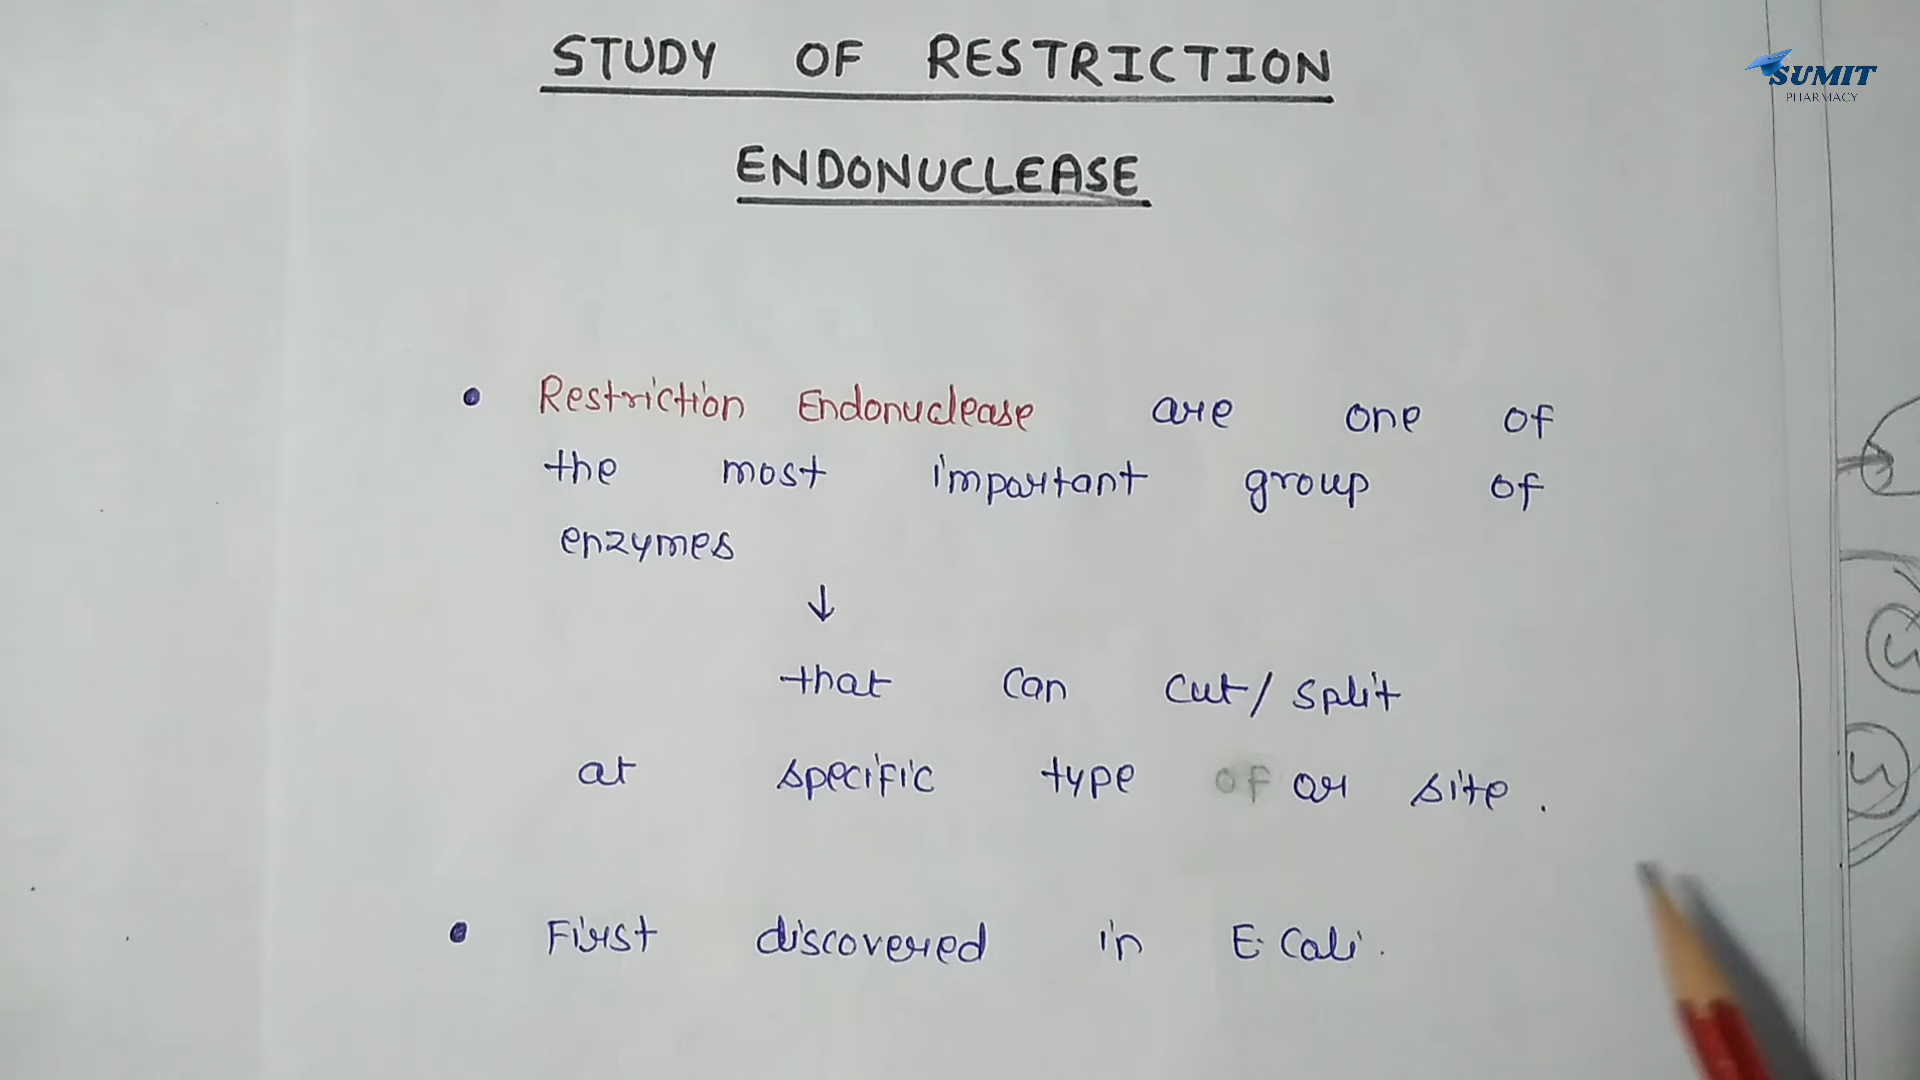 STUDY OF RESTRICTION
SUMIT
PHARMACY
ENDONUCLEASE
• Restriction Endonuclease are one of
the most important group of
enzymes
↓
that can cut/split
at specific type of or site.
• First discovered in E. Cali.